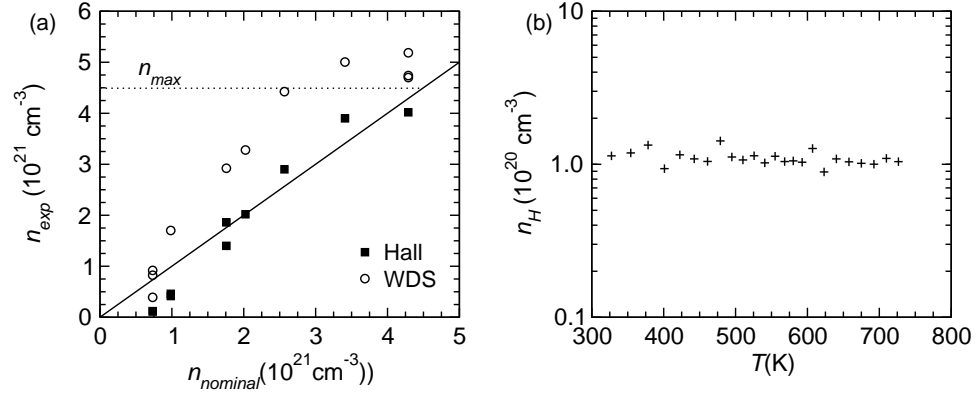 (a)
6
5
4
3
2
1
0
n_exp (10^21 cm^-3)
n_max
Hall
WDS
0 1 2 3 4 5
n_nominal(10^21cm^-3))
(b)
10
1.0
0.1
n_H (10^20 cm^-3)
300 400 500 600 700 800
T(K)